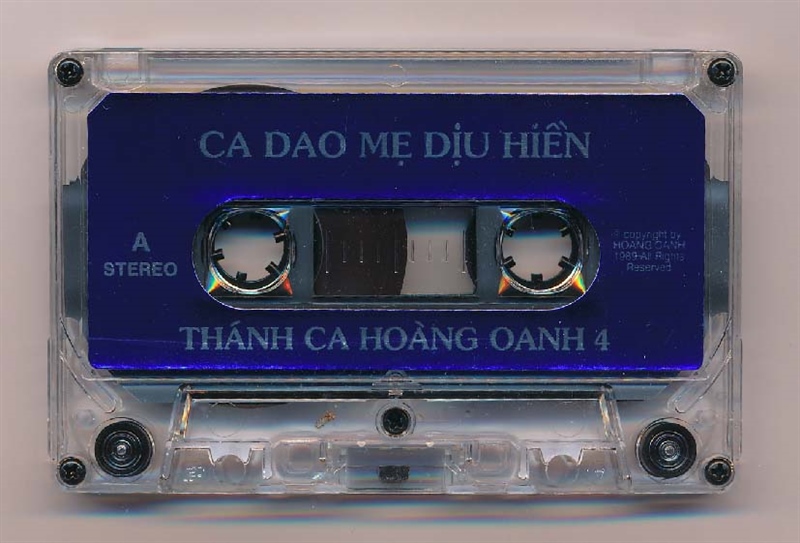 CA DAO MẸ DỊU HIỀN
A
STEREO
℗ copyright by
HOANG OANH
1989-All Rights
Reserved
THÁNH CA HOÀNG OANH 4